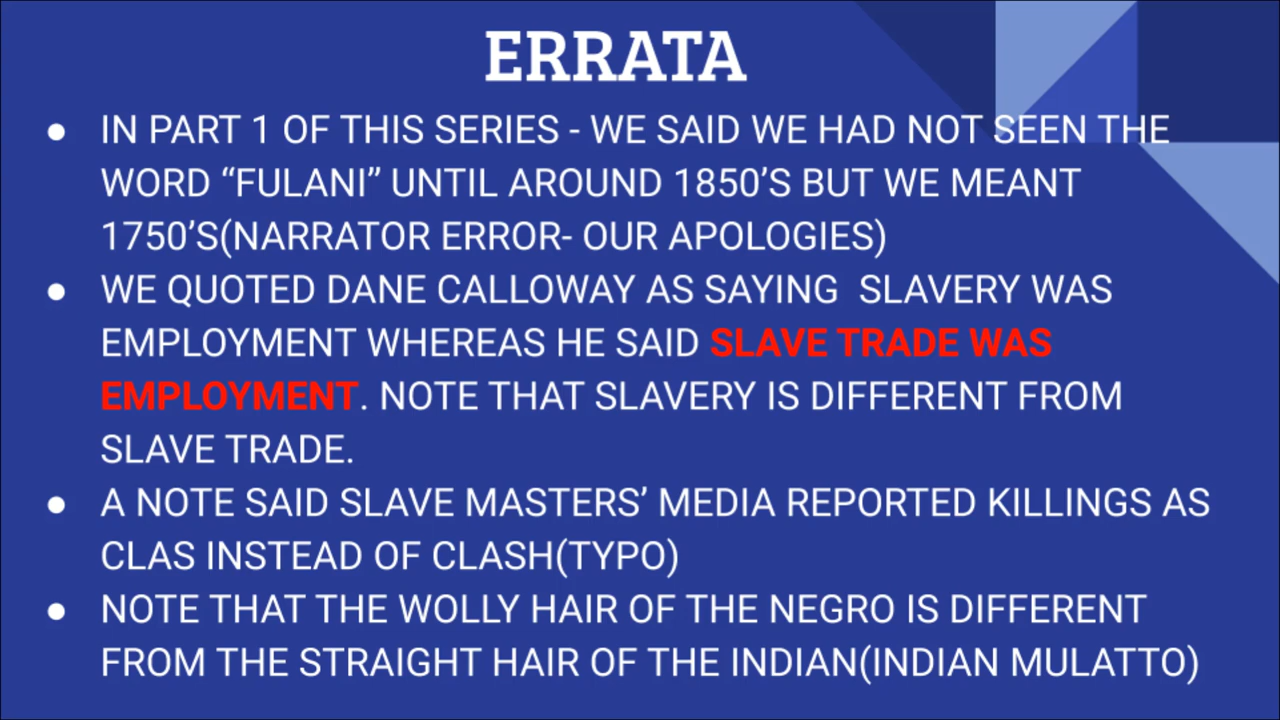 ERRATA
● IN PART 1 OF THIS SERIES - WE SAID WE HAD NOT SEEN THE
WORD “FULANI” UNTIL AROUND 1850’S BUT WE MEANT
1750’S(NARRATOR ERROR- OUR APOLOGIES)
● WE QUOTED DANE CALLOWAY AS SAYING  SLAVERY WAS
EMPLOYMENT WHEREAS HE SAID SLAVE TRADE WAS
EMPLOYMENT. NOTE THAT SLAVERY IS DIFFERENT FROM
SLAVE TRADE.
● A NOTE SAID SLAVE MASTERS’ MEDIA REPORTED KILLINGS AS
CLAS INSTEAD OF CLASH(TYPO)
● NOTE THAT THE WOLLY HAIR OF THE NEGRO IS DIFFERENT
FROM THE STRAIGHT HAIR OF THE INDIAN(INDIAN MULATTO)